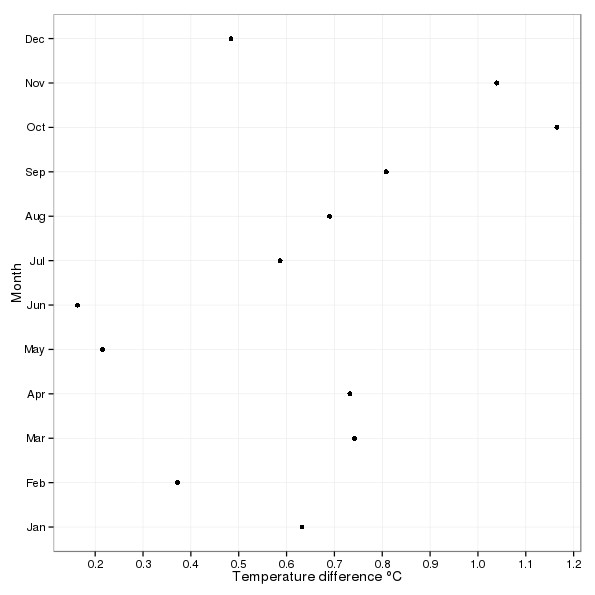 Dec
Nov
Oct
Sep
Aug
Jul
Jun
May
Apr
Mar
Feb
Jan
Month
0.2 0.3 0.4 0.5 0.6 0.7 0.8 0.9 1.0 1.1 1.2
Temperature difference ºC